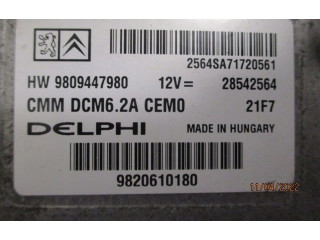 2564SA71720561
HW 9809447980 12V= 28542564
CMM DCM6.2A CEM0 21F7
DELPHI MADE IN HUNGARY
9820610180